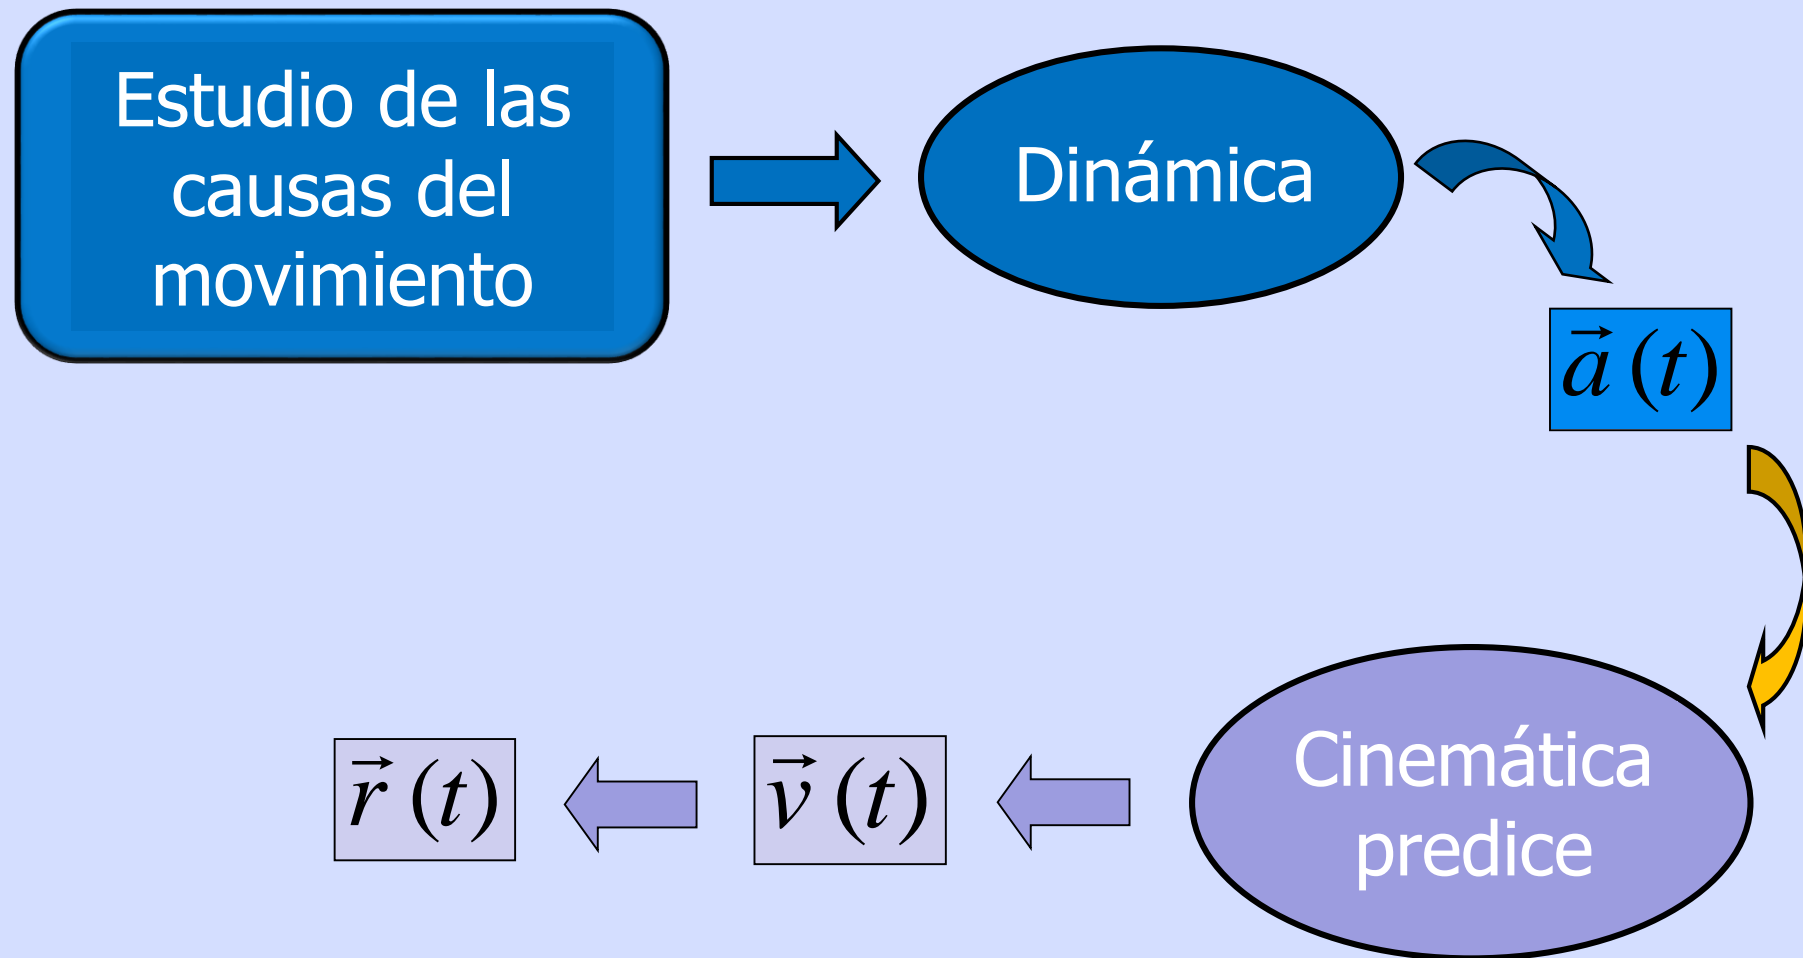 Estudio de las
causas del
movimiento
Dinámica
a⃗ (t)
Cinemática
predice
v⃗ (t)
r⃗ (t)